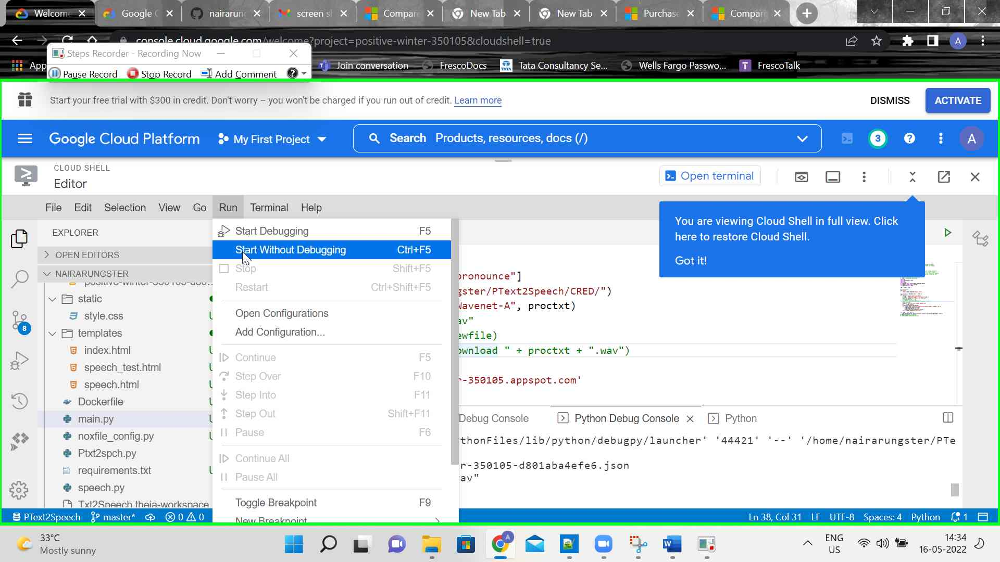 Welcom
Google C
nairarung
screen sh
Compare
New Tab
New Tab
Purchase
Compari
console.cloud.google.com/welcome?project=positive-winter-350105&cloudshell=true
A
Steps Recorder - Recording Now
App
Join conversation
FrescoDocs
TATA
Tata Consultancy Se...
Wells Fargo Passwo...
T
FrescoTalk
Pause Record
Stop Record
Add Comment
Start your free trial with $300 in credit. Don't worry – you won't be charged if you run out of credit. Learn more
DISMISS
ACTIVATE
Google Cloud Platform
My First Project
Search Products, resources, docs (/)
3
A
CLOUD SHELL
Editor
Open terminal
File Edit Selection View Go Run Terminal Help
You are viewing Cloud Shell in full view. Click
here to restore Cloud Shell.
Got it!
EXPLORER
OPEN EDITORS
NAIRARUNGSTER
static
style.css
templates
index.html
speech_test.html
speech.html
Dockerfile
main.py
noxfile_config.py
Ptxt2spch.py
requirements.txt
speech.py
Txt2Speech.theia-workspace
8
Start Debugging F5
Start Without Debugging Ctrl+F5
Stop Shift+F5
Restart Ctrl+Shift+F5
Open Configurations
Add Configuration...
Continue F5
Step Over F10
Step Into F11
Step Out Shift+F11
Pause F6
Continue All
Pause All
Toggle Breakpoint F9
New Breakpoint
pronounce"]
gster/PText2Speech/CRED/")
Wavenet-A", proctxt)
av"
ewfile)
ownload " + proctxt + ".wav")
r-350105.appspot.com'
Debug Console
Python Debug Console
Python
thonFiles/lib/python/debugpy/launcher' '44421' '--' '/home/nairarungster/PTe
r-350105-d801aba4efe6.json
av"
PText2Speech master* 0 0
Ln 38, Col 31 LF UTF-8 Spaces: 4 Python 1
33°C
Mostly sunny
A
ENG
US
14:34
16-05-2022